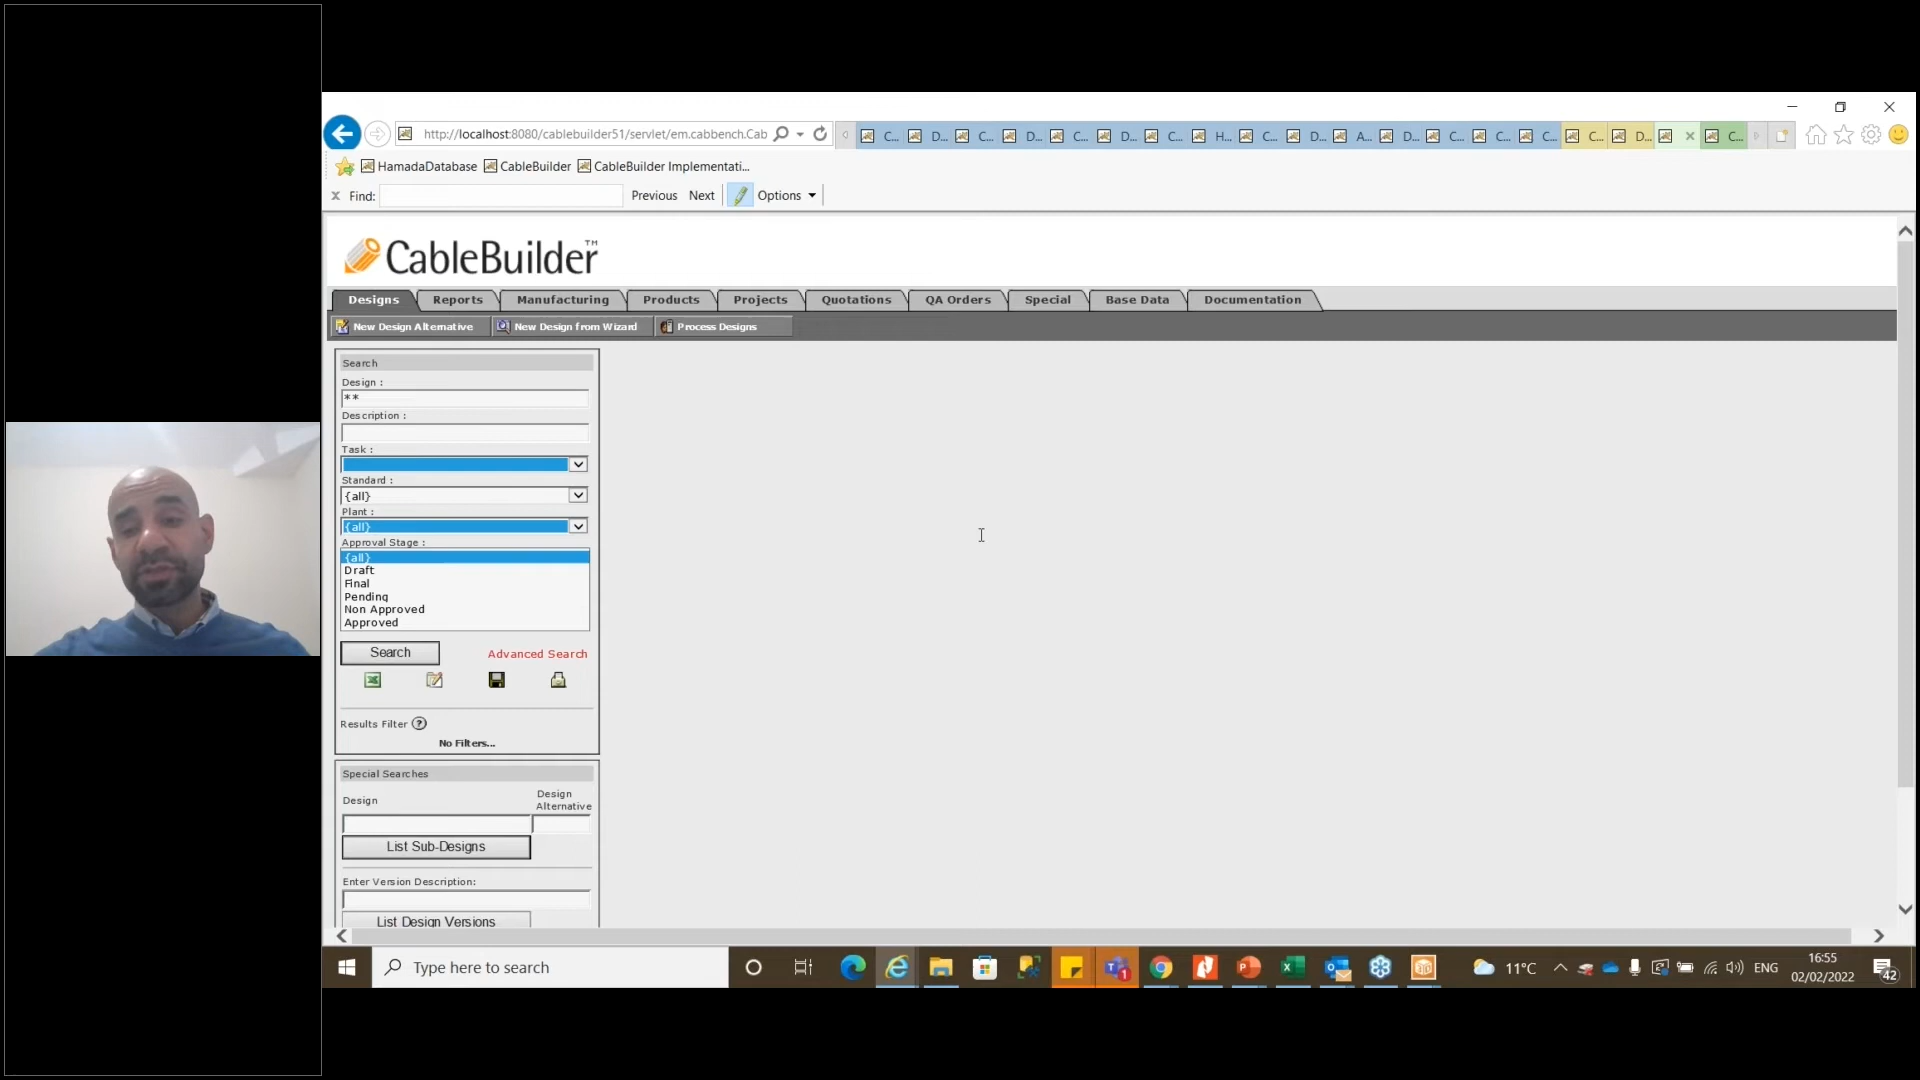 http://localhost:8080/cablebuilder51/servlet/em.cabbench.Cab
C... D... C... D... C... D... C... H... C... D... A... D... C... C... C... C... D... C...
HamadaDatabase CableBuilder CableBuilder Implementati...
x Find: Previous Next Options
CableBuilder™
Designs Reports Manufacturing Products Projects Quotations QA Orders Special Base Data Documentation
New Design Alternative New Design from Wizard Process Designs
Search
Design :
**
Description :
Task :
Standard :
{all}
Plant :
{all}
Approval Stage :
{all}
Draft
Final
Pending
Non Approved
Approved
Search Advanced Search
Results Filter ?
No Filters...
Special Searches
Design Design Alternative
List Sub-Designs
Enter Version Description:
List Design Versions
Type here to search
1
11°C ENG 16:55
02/02/2022
42